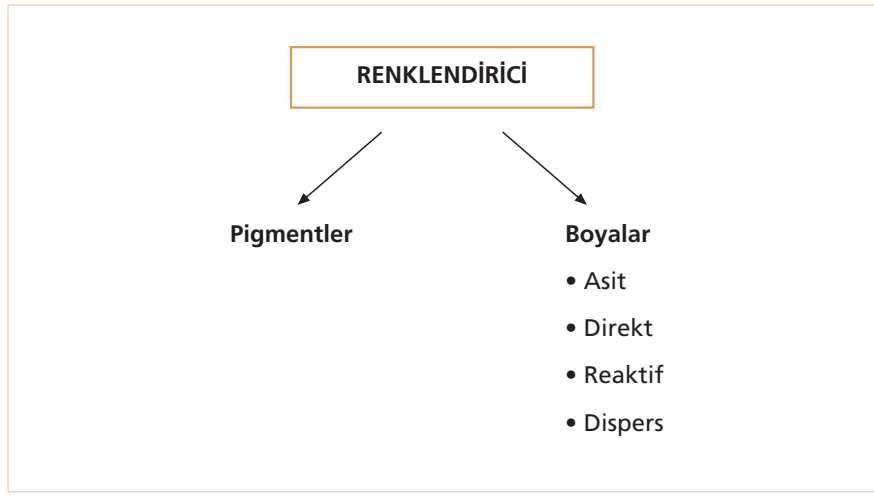 RENKLENDİRİCİ
Pigmentler
Boyalar
• Asit
• Direkt
• Reaktif
• Dispers